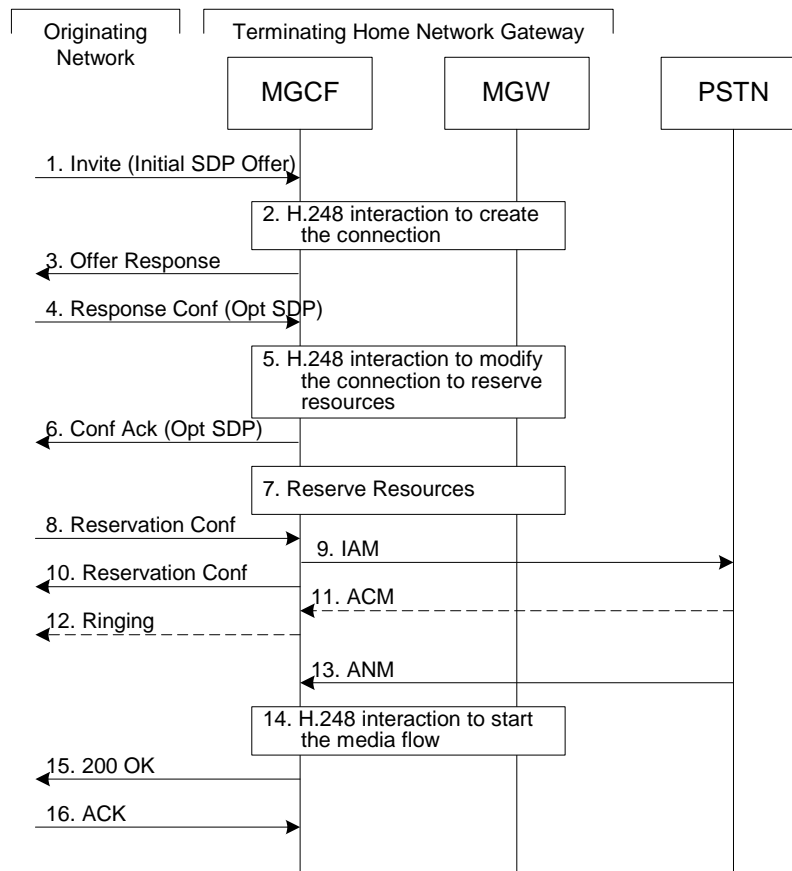 Originating
Network
Terminating Home Network Gateway
MGCF
MGW
PSTN
1. Invite (Initial SDP Offer)
2. H.248 interaction to create
the connection
3. Offer Response
4. Response Conf (Opt SDP)
5. H.248 interaction to modify
the connection to reserve
resources
6. Conf Ack (Opt SDP)
7. Reserve Resources
8. Reservation Conf
9. IAM
10. Reservation Conf
11. ACM
12. Ringing
13. ANM
14. H.248 interaction to start
the media flow
15. 200 OK
16. ACK